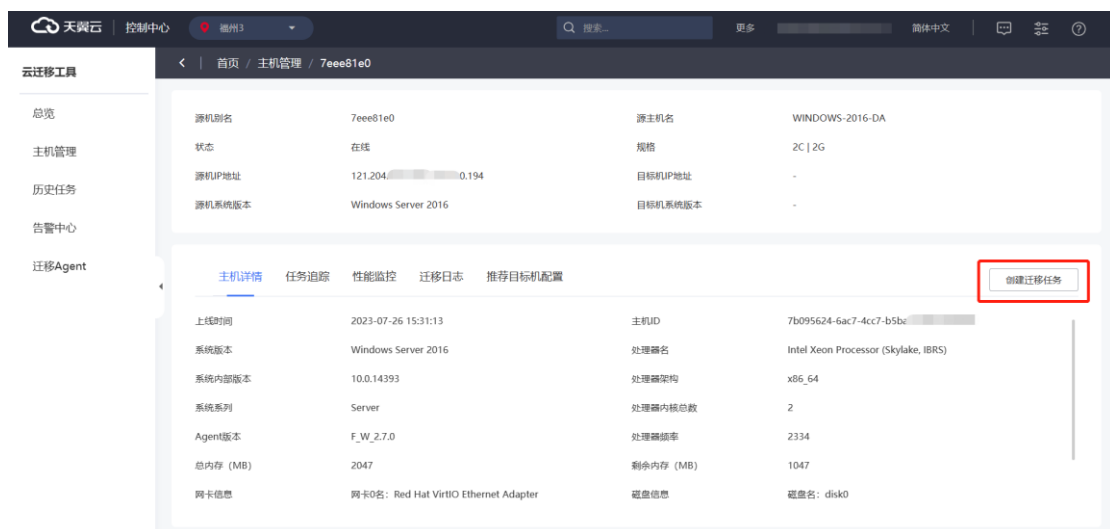 天翼云 控制中心 福州3 搜索... 更多 简体中文
云迁移工具
首页 / 主机管理 / 7eee81e0
总览
主机管理
历史任务
告警中心
迁移Agent
源机别名 7eee81e0 源主机名 WINDOWS-2016-DA
状态 在线 规格 2C | 2G
源机IP地址 121.204. 0.194 目标机IP地址 -
源机系统版本 Windows Server 2016 目标机系统版本 -
主机详情 任务追踪 性能监控 迁移日志 推荐目标机配置 创建迁移任务
上线时间 2023-07-26 15:31:13 主机ID 7b095624-6ac7-4cc7-b5ba
系统版本 Windows Server 2016 处理器名 Intel Xeon Processor (Skylake, IBRS)
系统内部版本 10.0.14393 处理器架构 x86_64
系统系列 Server 处理器内核总数 2
Agent版本 F_W_2.7.0 处理器频率 2334
总内存 (MB) 2047 剩余内存 (MB) 1047
网卡信息 网卡0名: Red Hat VirtIO Ethernet Adapter 磁盘信息 磁盘名: disk0